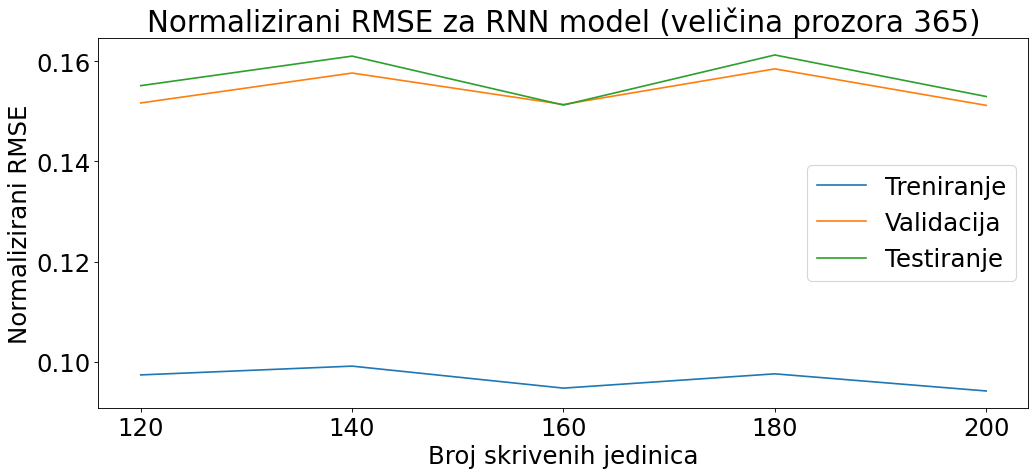 Normalizirani RMSE za RNN model (veličina prozora 365)
Normalizirani RMSE
0.16
0.14
0.12
0.10
Treniranje
Validacija
Testiranje
120 140 160 180 200
Broj skrivenih jedinica